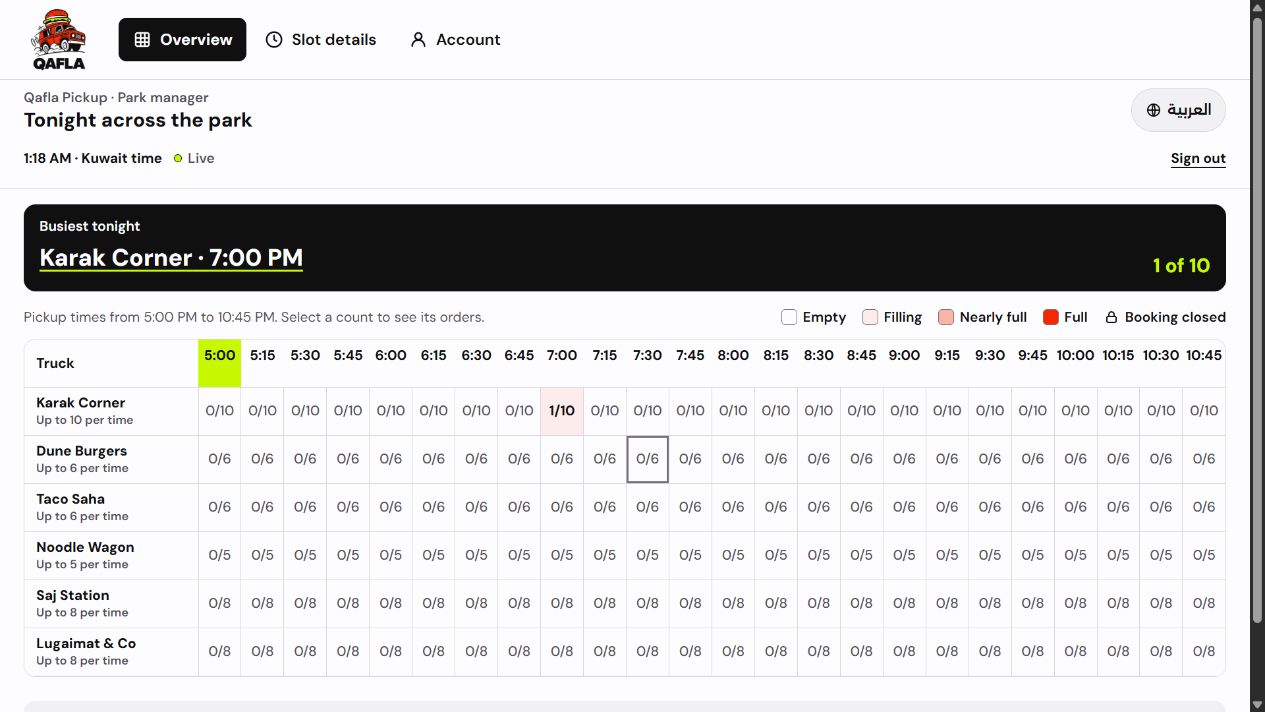 QAFLA
Overview
Slot details
Account
Qafla Pickup · Park manager
Tonight across the park
العربية
1:18 AM · Kuwait time
Live
Sign out
Busiest tonight
Karak Corner · 7:00 PM
1 of 10
Pickup times from 5:00 PM to 10:45 PM. Select a count to see its orders.
Empty
Filling
Nearly full
Full
Booking closed
Truck 5:00 5:15 5:30 5:45 6:00 6:15 6:30 6:45 7:00 7:15 7:30 7:45 8:00 8:15 8:30 8:45 9:00 9:15 9:30 9:45 10:00 10:15 10:30 10:45
Karak Corner
Up to 10 per time
0/10 0/10 0/10 0/10 0/10 0/10 0/10 0/10 1/10 0/10 0/10 0/10 0/10 0/10 0/10 0/10 0/10 0/10 0/10 0/10 0/10 0/10 0/10 0/10
Dune Burgers
Up to 6 per time
0/6 0/6 0/6 0/6 0/6 0/6 0/6 0/6 0/6 0/6 0/6 0/6 0/6 0/6 0/6 0/6 0/6 0/6 0/6 0/6 0/6 0/6 0/6 0/6
Taco Saha
Up to 6 per time
0/6 0/6 0/6 0/6 0/6 0/6 0/6 0/6 0/6 0/6 0/6 0/6 0/6 0/6 0/6 0/6 0/6 0/6 0/6 0/6 0/6 0/6 0/6 0/6
Noodle Wagon
Up to 5 per time
0/5 0/5 0/5 0/5 0/5 0/5 0/5 0/5 0/5 0/5 0/5 0/5 0/5 0/5 0/5 0/5 0/5 0/5 0/5 0/5 0/5 0/5 0/5 0/5
Saj Station
Up to 8 per time
0/8 0/8 0/8 0/8 0/8 0/8 0/8 0/8 0/8 0/8 0/8 0/8 0/8 0/8 0/8 0/8 0/8 0/8 0/8 0/8 0/8 0/8 0/8 0/8
Lugaimat & Co
Up to 8 per time
0/8 0/8 0/8 0/8 0/8 0/8 0/8 0/8 0/8 0/8 0/8 0/8 0/8 0/8 0/8 0/8 0/8 0/8 0/8 0/8 0/8 0/8 0/8 0/8